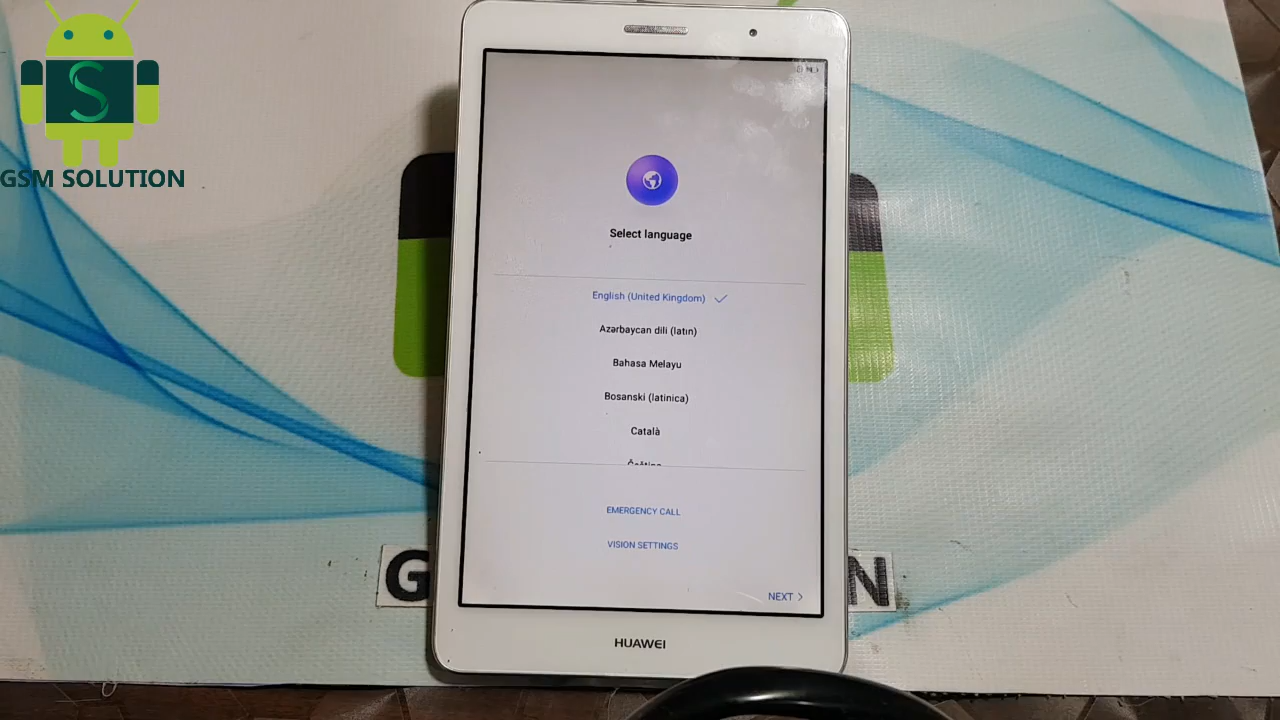 GSM SOLUTION
Select language
English (United Kingdom)
Azərbaycan dili (latın)
Bahasa Melayu
Bosanski (latinica)
Català
EMERGENCY CALL
VISION SETTINGS
NEXT
HUAWEI
G
N